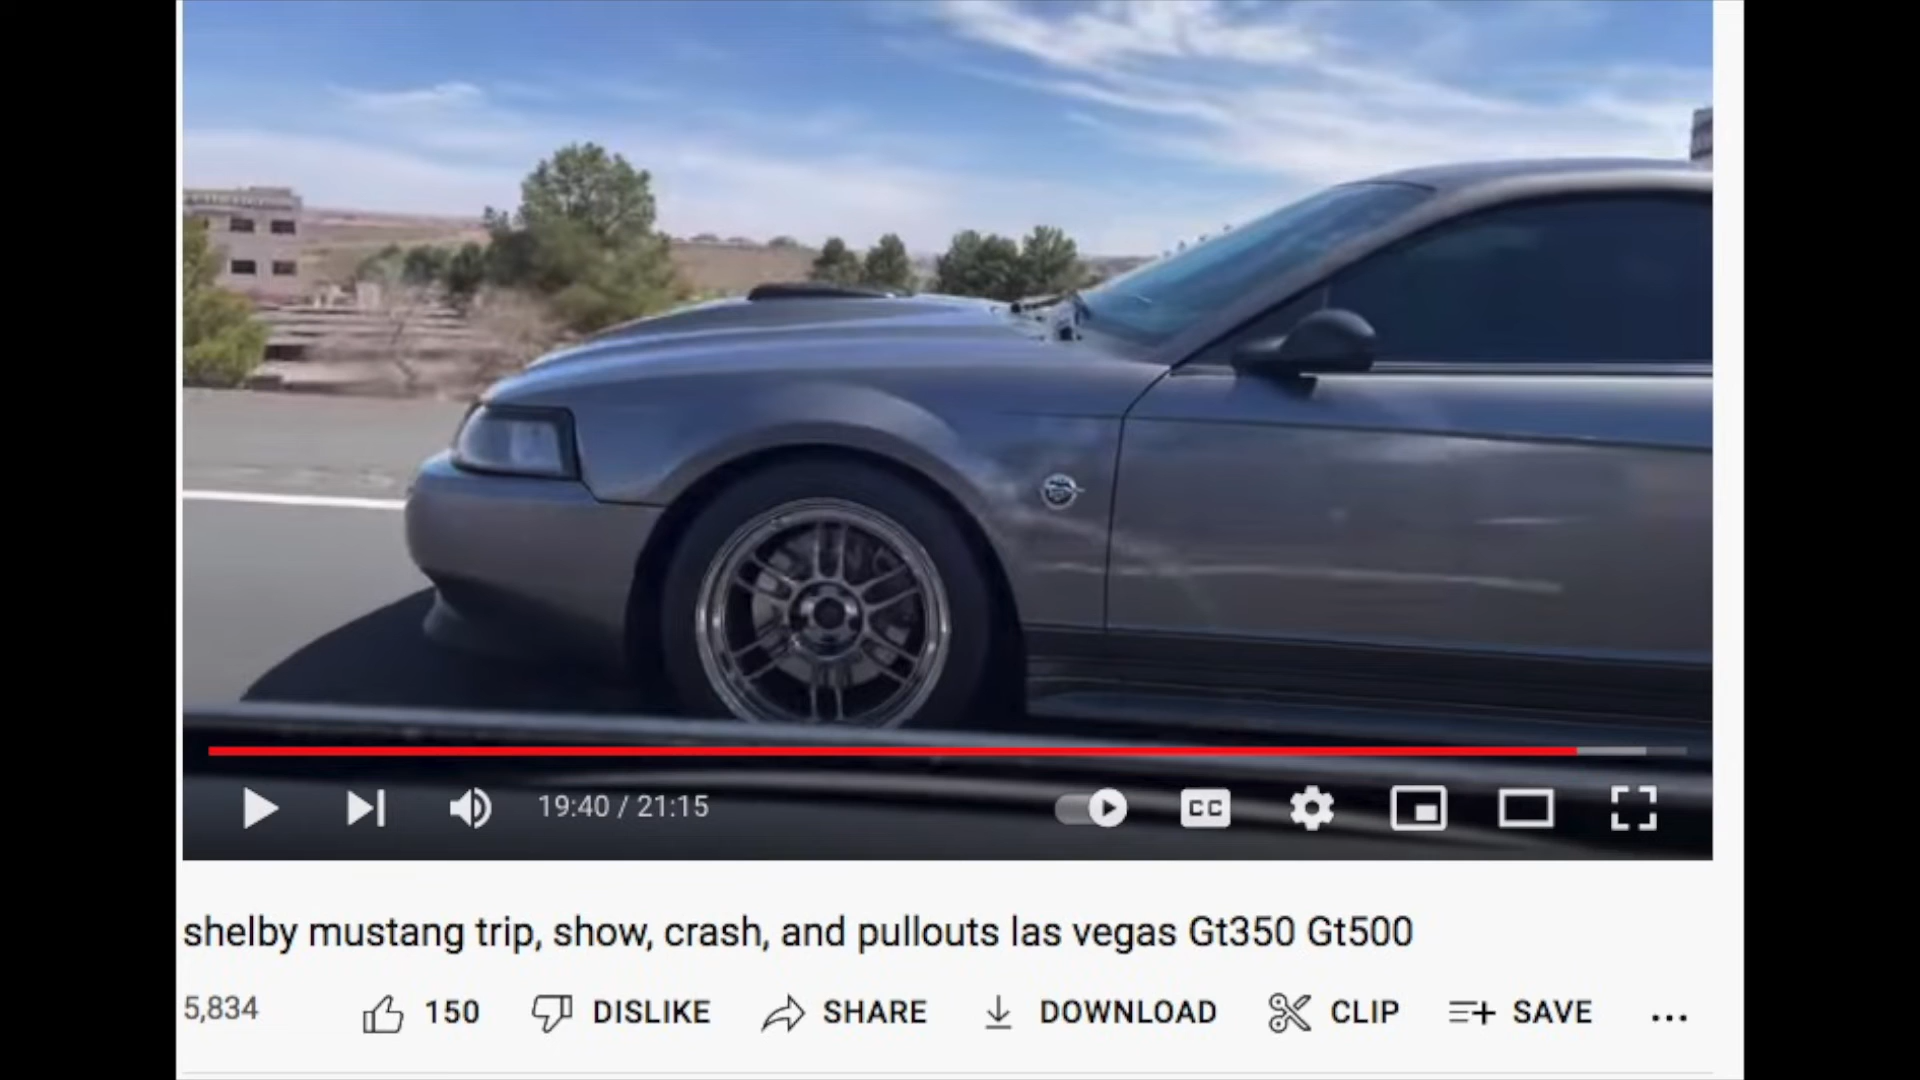 19:40 / 21:15
CC
shelby mustang trip, show, crash, and pullouts las vegas Gt350 Gt500
5,834 150 DISLIKE SHARE DOWNLOAD CLIP SAVE ...